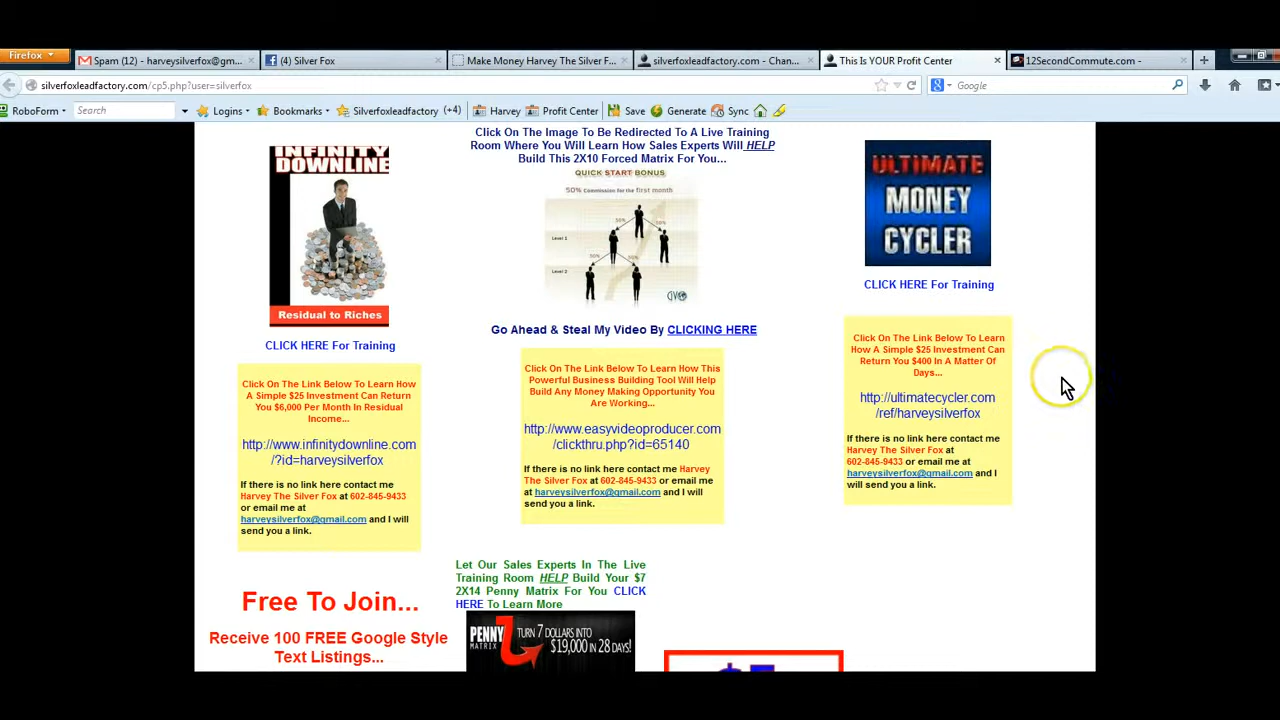 Firefox
Spam (12) - harveysilverfox@gm...
(4) Silver Fox
Make Money Harvey The Silver F...
silverfoxleadfactory.com - Chan...
This Is YOUR Profit Center
12SecondCommute.com -
silverfoxleadfactory.com/cp5.php?user=silverfox
Google
RoboForm
Search
Logins
Bookmarks
Silverfoxleadfactory (+4)
Harvey
Profit Center
Save
Generate
Sync
INFINITY
DOWNLINE
Residual to Riches
CLICK HERE For Training
Click On The Link Below To Learn How
A Simple $25 Investment Can Return
You $6,000 Per Month In Residual
Income...
http://www.infinitydownline.com
/?id=harveysilverfox
If there is no link here contact me
Harvey The Silver Fox at 602-845-9433
or email me at
harveysilverfox@gmail.com and I will
send you a link.
Free To Join...
Receive 100 FREE Google Style
Text Listings...
Click On The Image To Be Redirected To A Live Training
Room Where You Will Learn How Sales Experts Will HELP
Build This 2X10 Forced Matrix For You...
QUICK START BONUS
50% Commission for the first month
50%
50%
Level 1
50%
50%
Level 2
GVO
Go Ahead & Steal My Video By CLICKING HERE
Click On The Link Below To Learn How This
Powerful Business Building Tool Will Help
Build Any Money Making Opportunity You
Are Working...
http://www.easyvideoproducer.com
/clickthru.php?id=65140
If there is no link here contact me Harvey
The Silver Fox at 602-845-9433 or email me
at harveysilverfox@gmail.com and I will
send you a link.
Let Our Sales Experts In The Live
Training Room HELP Build Your $7
2X14 Penny Matrix For You CLICK
HERE To Learn More
PENNY
MATRIX
TURN 7 DOLLARS INTO
$19,000 IN 28 DAYS!
ULTIMATE
MONEY
CYCLER
CLICK HERE For Training
Click On The Link Below To Learn
How A Simple $25 Investment Can
Return You $400 In A Matter Of
Days...
http://ultimatecycler.com
/ref/harveysilverfox
If there is no link here contact me
Harvey The Silver Fox at
602-845-9433 or email me at
harveysilverfox@gmail.com and I
will send you a link.